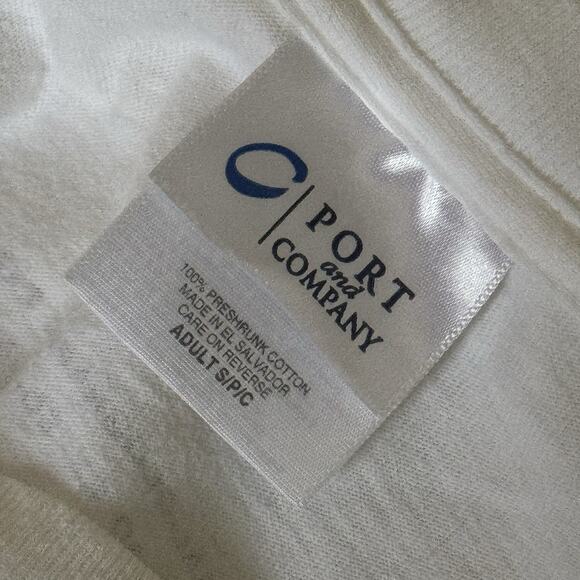 PORT
and
COMPANY
100% PRESHRUNK COTTON
MADE IN EL SALVADOR
CARE ON REVERSE
ADULT S/P/C